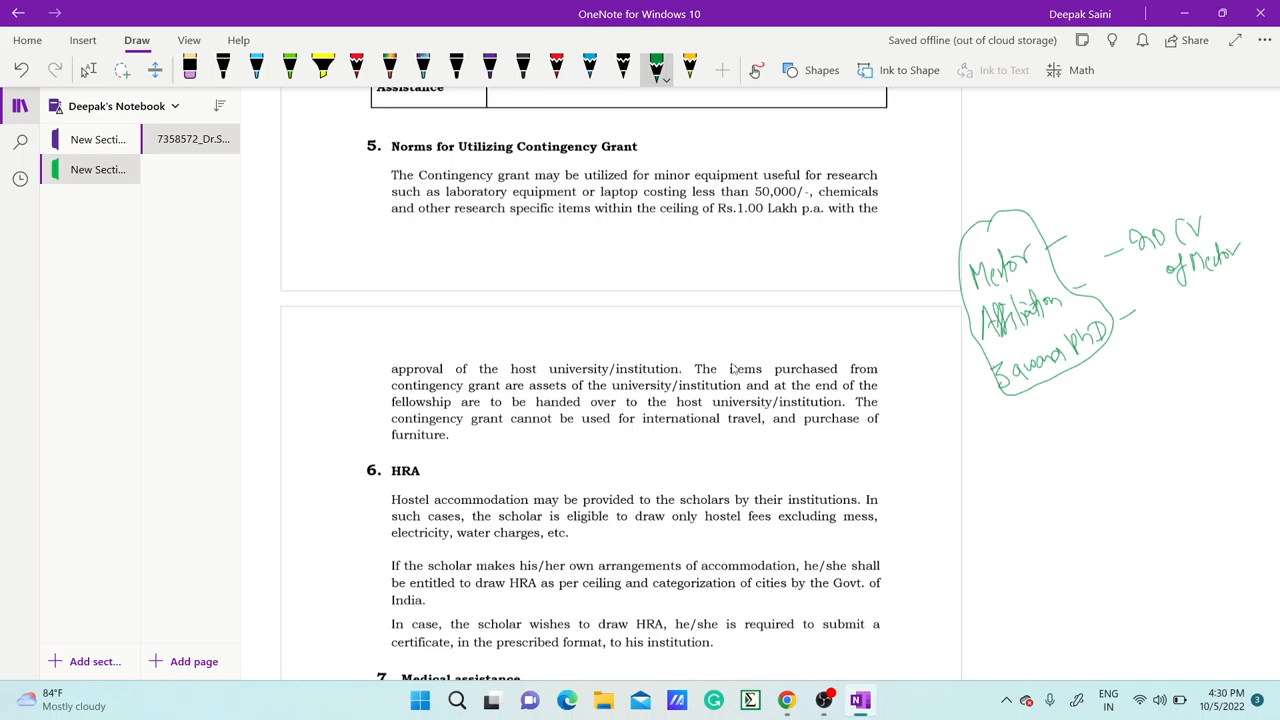 OneNote for Windows 10
Deepak Saini
Home Insert Draw View Help
Saved offline (out of cloud storage)
Share
Shapes
Ink to Shape
Ink to Text
Math
Deepak's Notebook
New Secti...
7358572_Dr.S...
New Secti...
Assistance
5. Norms for Utilizing Contingency Grant
The Contingency grant may be utilized for minor equipment useful for research
such as laboratory equipment or laptop costing less than 50,000/-, chemicals
and other research specific items within the ceiling of Rs.1.00 Lakh p.a. with the
approval of the host university/institution. The items purchased from
contingency grant are assets of the university/institution and at the end of the
fellowship are to be handed over to the host university/institution. The
contingency grant cannot be used for international travel, and purchase of
furniture.
6. HRA
Hostel accommodation may be provided to the scholars by their institutions. In
such cases, the scholar is eligible to draw only hostel fees excluding mess,
electricity, water charges, etc.
If the scholar makes his/her own arrangements of accommodation, he/she shall
be entitled to draw HRA as per ceiling and categorization of cities by the Govt. of
India.
In case, the scholar wishes to draw HRA, he/she is required to submit a
certificate, in the prescribed format, to his institution.
7. Medical assistance
Mentor
Affiliation
PhD
CV
of Mentor
Add sect...
Add page
84°F
Mostly cloudy
ENG
IN
4:30 PM
10/5/2022
3